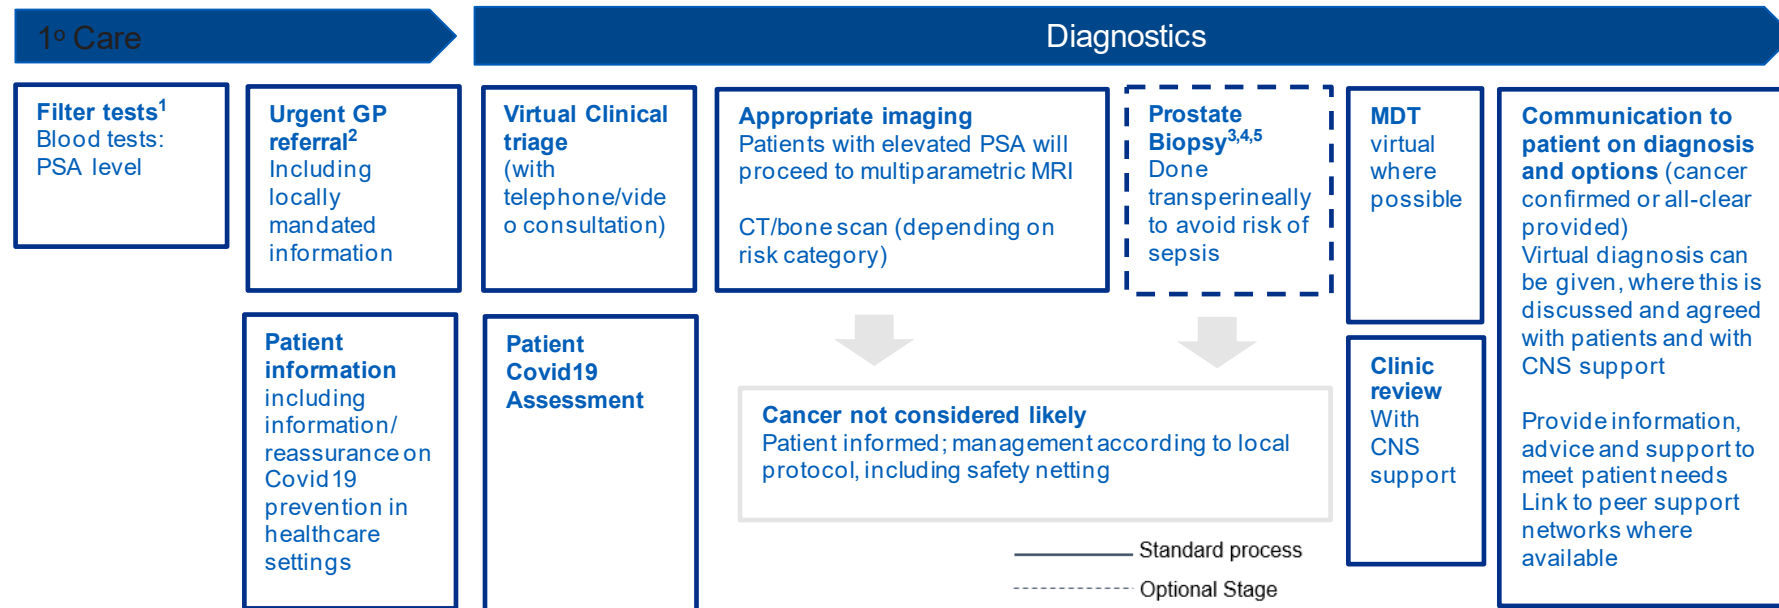 1º Care
Diagnostics
Filter tests1
Blood tests:
PSA level
Urgent GP
referral2
Including
locally
mandated
information
Patient
information
including
information/
reassurance on
Covid19
prevention in
healthcare
settings
Virtual Clinical
triage
(with
telephone/vide
o consultation)
Patient
Covid19
Assessment
Appropriate imaging
Patients with elevated PSA will
proceed to multiparametric MRI
CT/bone scan (depending on
risk category)
Prostate
Biopsy3,4,5
Done
transperineally
to avoid risk of
sepsis
Cancer not considered likely
Patient informed; management according to local
protocol, including safety netting
Standard process
Optional Stage
MDT
virtual
where
possible
Clinic
review
With
CNS
support
Communication to
patient on diagnosis
and options (cancer
confirmed or all-clear
provided)
Virtual diagnosis can
be given, where this is
discussed and agreed
with patients and with
CNS support
Provide information,
advice and support to
meet patient needs
Link to peer support
networks where
available